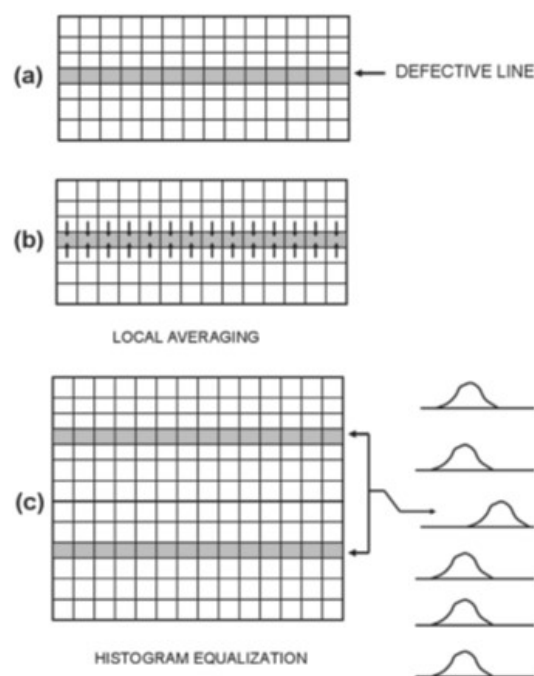 (a)
DEFECTIVE LINE
(b)
LOCAL AVERAGING
(c)
HISTOGRAM EQUALIZATION